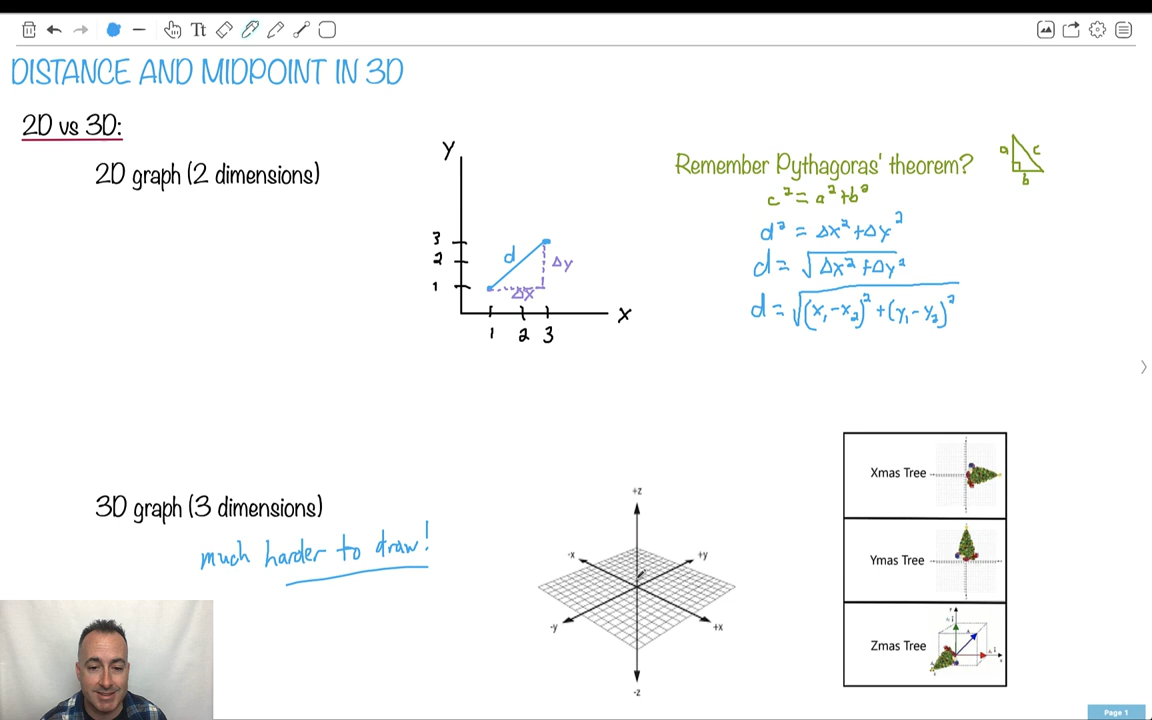 Tt
DISTANCE AND MIDPOINT IN 3D
2D vs 3D:
2D graph (2 dimensions)
Y
3
2
1
d
Δy
Δx
1 2 3
X
Remember Pythagoras' theorem?
a
c
b
c² = a² + b²
d² = Δx² + Δy²
d = √Δx² + Δy²
d = √(x₁ - x₂)² + (y₁ - y₂)²
3D graph (3 dimensions)
much harder to draw!
+z
-x
+y
-y
+x
-z
Xmas Tree
Ymas Tree
Zmas Tree
Page 1